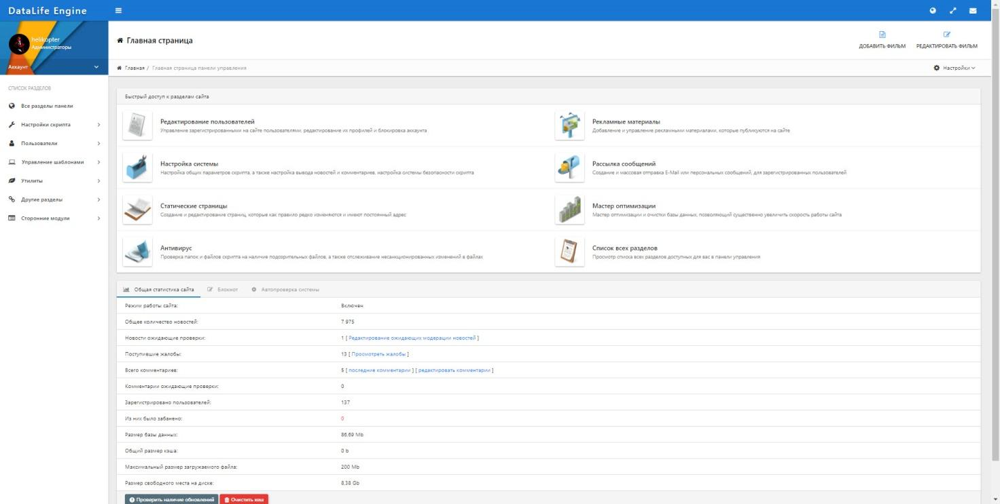 DataLife Engine
helikopter
Администраторы
Аккаунт
СПИСОК РАЗДЕЛОВ
Все разделы панели
Настройки скрипта
Пользователи
Управление шаблонами
Утилиты
Другие разделы
Сторонние модули
Главная страница
ДОБАВИТЬ ФИЛЬМ
РЕДАКТИРОВАТЬ ФИЛЬМ
Главная / Главная страница панели управления
Настройки
Быстрый доступ к разделам сайта
Редактирование пользователей
Управление зарегистрированными на сайте пользователями, редактирование их профилей и блокировка аккаунта
Рекламные материалы
Добавление и управление рекламными материалами, которые публикуются на сайте
Настройка системы
Настройка общих параметров скрипта, а также настройка вывода новостей и комментариев, настройка системы безопасности скрипта
Рассылка сообщений
Создание и массовая отправка E-Mail или персональных сообщений, для зарегистрированных пользователей
Статические страницы
Создание и редактирование страниц, которые как правило редко изменяются и имеют постоянный адрес
Мастер оптимизации
Мастер оптимизации и очистки базы данных, позволяющий существенно увеличить скорость работы сайта
Антивирус
Проверка папок и файлов скрипта на наличие подозрительных файлов, а также отслеживание несанкционированных изменений в файлах
Список всех разделов
Просмотр списка всех разделов доступных для вас в панели управления
Общая статистика сайта
Блокнот
Автопроверка системы
Режим работы сайта: Включен
Общее количество новостей: 7 975
Новости ожидающие проверки: 1 [ Редактирование ожидающих модерации новостей ]
Поступившие жалобы: 13 [ Просмотреть жалобы ]
Всего комментариев: 5 [ последние комментарии ] [ редактировать комментарии ]
Комментарии ожидающие проверки: 0
Зарегистрировано пользователей: 137
Из них было забанено: 0
Размер базы данных: 86.69 Mb
Общий размер кэша: 0 b
Максимальный размер загружаемого файла: 200 Mb
Размер свободного места на диске: 8.38 Gb
Проверить наличие обновлений
Очистить кеш